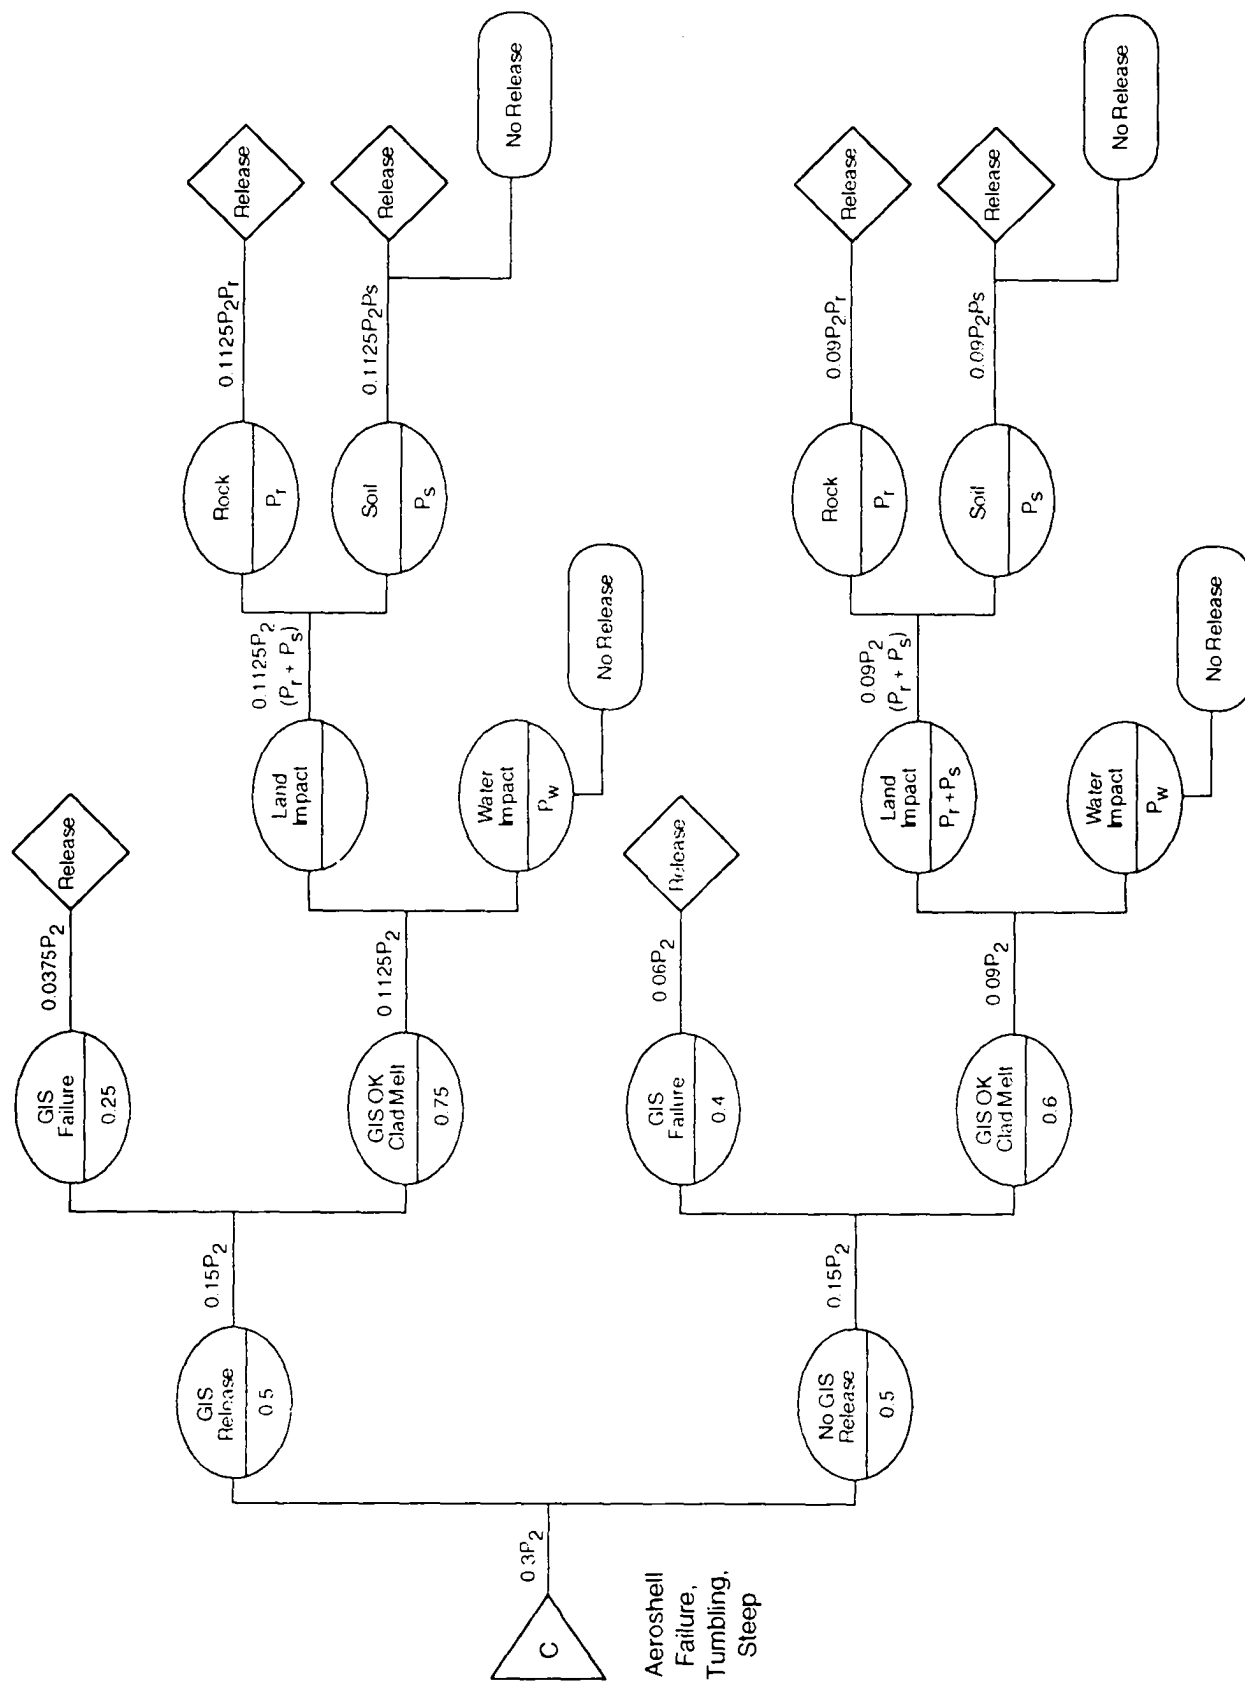 C
Aeroshell
Failure,
Tumbling,
Steep
0.3P2
GIS
Release
0.5
0.15P2
GIS
Failure
0.25
0.0375P2
Release
GIS OK
Clad Melt
0.75
0.1125P2
Land
Impact
0.1125P2
(Pr + Ps)
Rock
Pr
0.1125P2Pr
Release
Soil
Ps
0.1125P2Ps
Release
No Release
Water
Impact
Pw
No Release
No GIS
Release
0.5
0.15P2
GIS
Failure
0.4
0.06P2
Release
GIS OK
Clad Melt
0.6
0.09P2
Land
Impact
Pr + Ps
0.09P2
(Pr + Ps)
Rock
Pr
0.09P2Pr
Release
Soil
Ps
0.09P2Ps
Release
No Release
Water
Impact
Pw
No Release